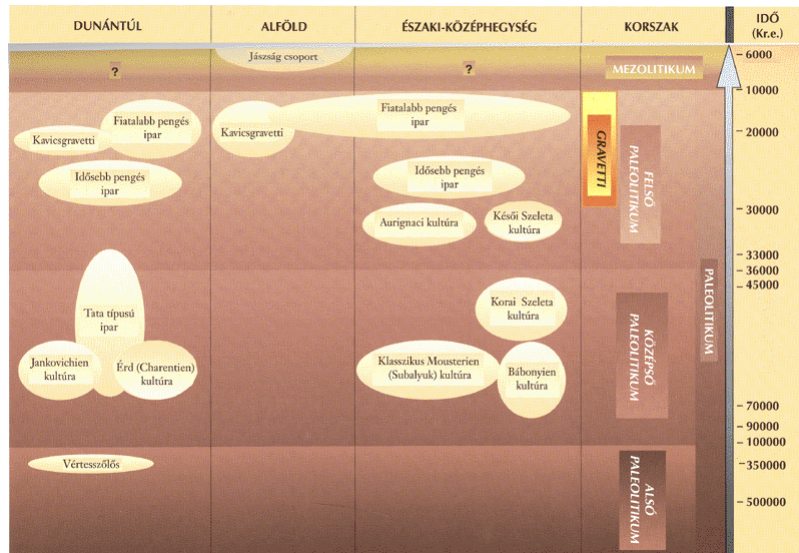 DUNÁNTÚL
ALFÖLD
ÉSZAKI-KÖZÉPHEGYSÉG
KORSZAK
IDŐ
(Kr.e.)
Jászság csoport
6000
?
?
MEZOLITIKUM
10000
Fiatalabb pengés
ipar
Kavicsgravetti
Kavicsgravetti
Fiatalabb pengés
ipar
GRAVETTI
FELSŐ
PALEOLITIKUM
20000
Idősebb pengés
ipar
Idősebb pengés
ipar
30000
Aurignaci kultúra
Késői Szeleta
kultúra
33000
36000
45000
PALEOLITIKUM
Tata típusú
ipar
Korai Szeleta
kultúra
KÖZÉPSŐ
PALEOLITIKUM
Jankovichien
kultúra
Érd (Charentien)
kultúra
Klasszikus Mousterien
(Subalyuk) kultúra
Bábonyien
kultúra
70000
90000
100000
Vértesszőlős
ALSÓ
PALEOLITIKUM
350000
500000